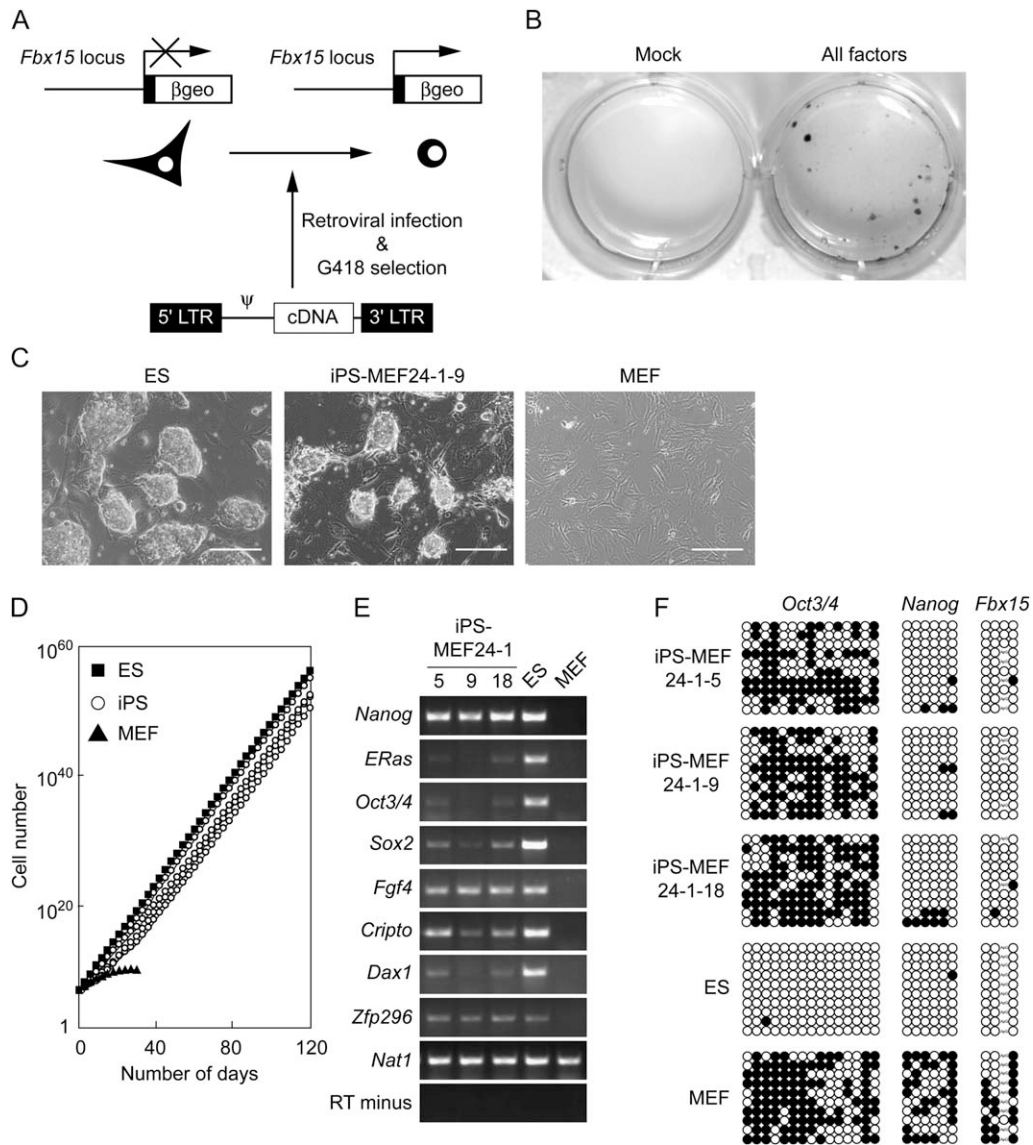 A
Fbx15 locus
βgeo
Fbx15 locus
βgeo
Retroviral infection
&
G418 selection
ψ
5' LTR
cDNA
3' LTR
B
Mock
All factors
C
ES
iPS-MEF24-1-9
MEF
D
10^60
10^40
10^20
1
Cell number
ES
iPS
MEF
0
40
80
120
Number of days
E
iPS-
MEF24-1
5 9 18 ES MEF
Nanog
ERas
Oct3/4
Sox2
Fgf4
Cripto
Dax1
Zfp296
Nat1
RT minus
F
Oct3/4 Nanog Fbx15
iPS-MEF
24-1-5
iPS-MEF
24-1-9
iPS-MEF
24-1-18
ES
MEF